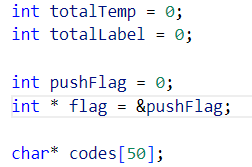 int totalTemp = 0;
int totalLabel = 0;
int pushFlag = 0;
int * flag = &pushFlag;
char* codes[50];